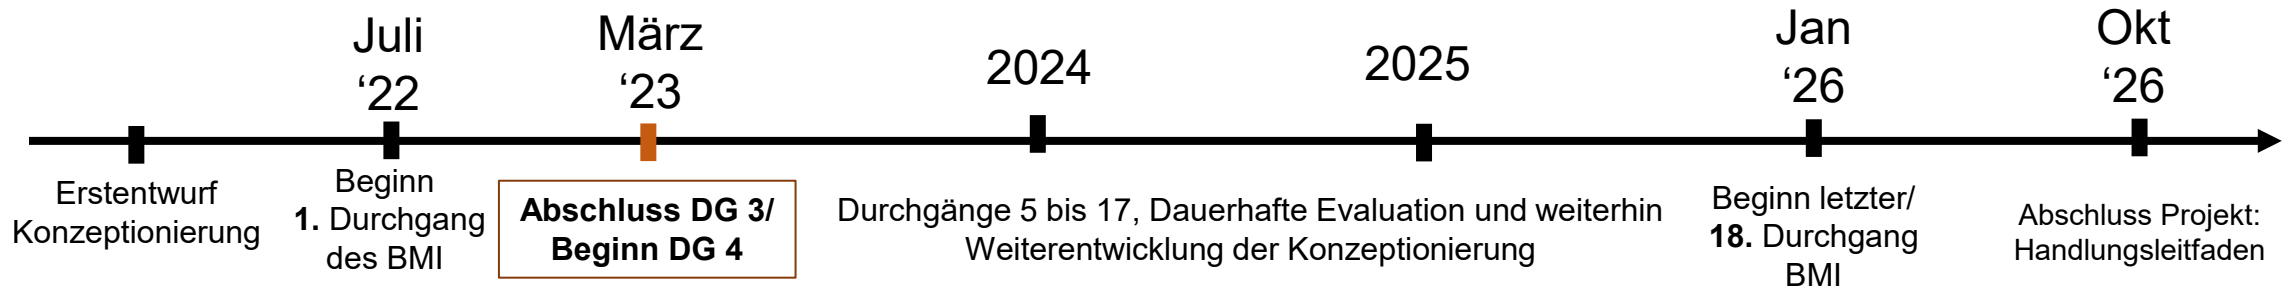 Juli
‘22
März
‘23
2024
2025
Jan
‘26
Okt
‘26
Erstentwurf
Konzeptionierung
Beginn
1. Durchgang
des BMI
Abschluss DG 3/
Beginn DG 4
Durchgänge 5 bis 17, Dauerhafte Evaluation und weiterhin
Weiterentwicklung der Konzeptionierung
Beginn letzter/
18. Durchgang
BMI
Abschluss Projekt:
Handlungsleitfaden